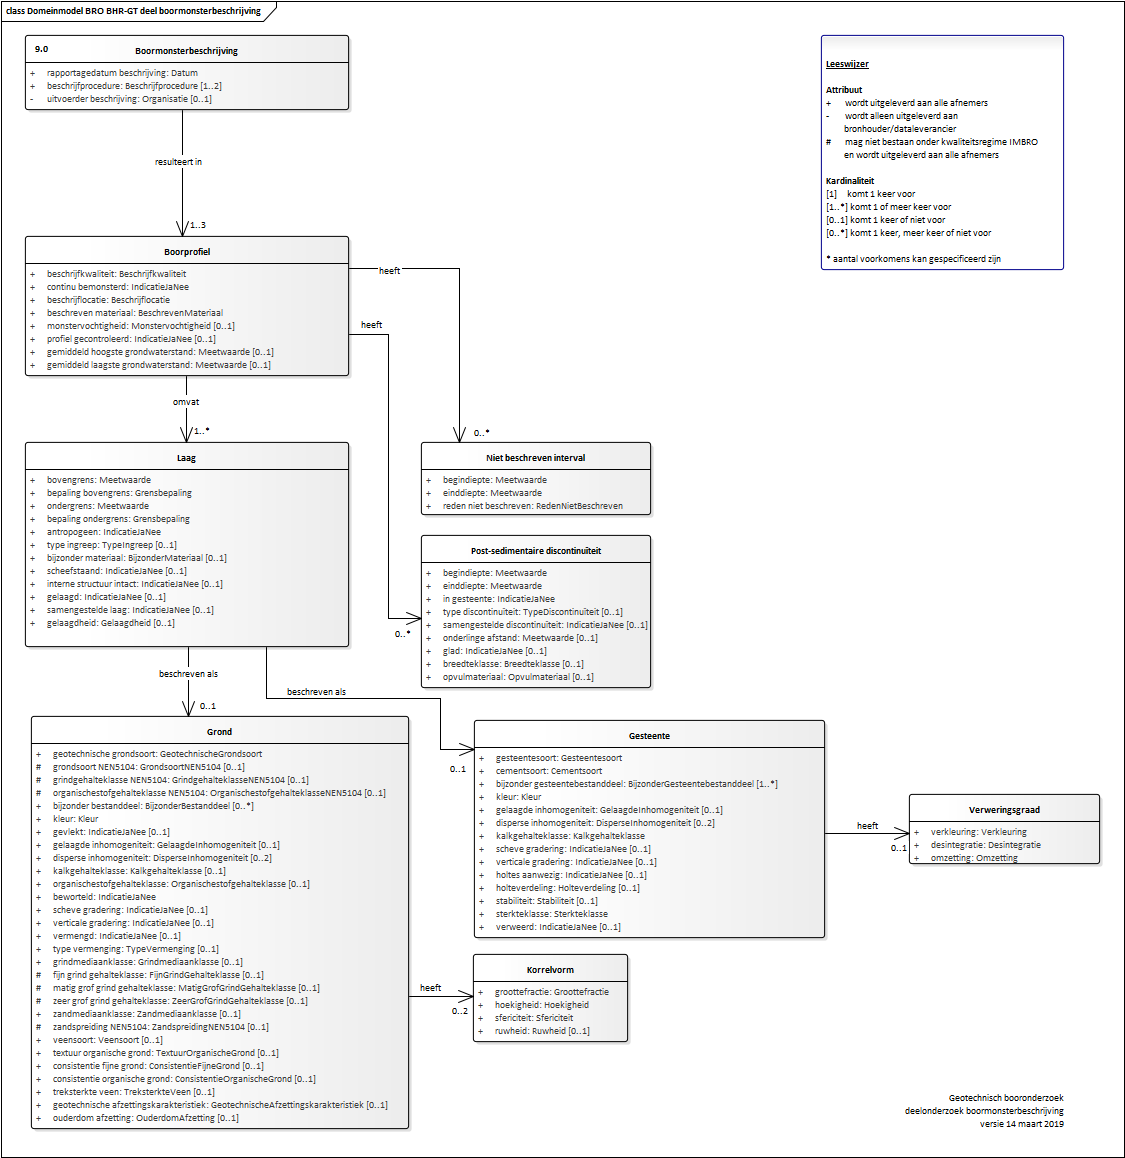 class Domeinmodel BRO BHR-GT deel boormonsterbeschrijving
9.0
Boormonsterbeschrijving
+ rapportagedatum beschrijving: Datum
+ beschrijfprocedure: Beschrijfprocedure [1..2]
- uitvoerder beschrijving: Organisatie [0..1]
resulteert in
1..3
Boorprofiel
+ beschrijfkwaliteit: Beschrijfkwaliteit
+ continu bemonsterd: IndicatieJaNee
+ beschrijflocatie: Beschrijflocatie
+ beschreven materiaal: BeschrevenMateriaal
+ monstervochtigheid: Monstervochtigheid [0..1]
+ profiel gecontroleerd: IndicatieJaNee [0..1]
+ gemiddeld hoogste grondwaterstand: Meetwaarde [0..1]
+ gemiddeld laagste grondwaterstand: Meetwaarde [0..1]
heeft
0..*
heeft
0..*
omvat
1..*
Leeswijzer
Attribuut
+ wordt uitgeleverd aan alle afnemers
- wordt alleen uitgeleverd aan
bronhouder/dataleverancier
# mag niet bestaan onder kwaliteitsregime IMBRO
en wordt uitgeleverd aan alle afnemers
Kardinaliteit
[1] komt 1 keer voor
[1..*] komt 1 of meer keer voor
[0..1] komt 1 keer of niet voor
[0..*] komt 1 keer, meer keer of niet voor
* aantal voorkomens kan gespecificeerd zijn
Laag
+ bovengrens: Meetwaarde
+ bepaling bovengrens: Grensbepaling
+ ondergrens: Meetwaarde
+ bepaling ondergrens: Grensbepaling
+ antropogeen: IndicatieJaNee
+ type ingreep: TypeIngreep [0..1]
+ bijzonder materiaal: BijzonderMateriaal [0..1]
+ scheefstaand: IndicatieJaNee [0..1]
+ interne structuur intact: IndicatieJaNee [0..1]
+ gelaagd: IndicatieJaNee [0..1]
+ samengestelde laag: IndicatieJaNee [0..1]
+ gelaagdheid: Gelaagdheid [0..1]
Niet beschreven interval
+ begindiepte: Meetwaarde
+ einddiepte: Meetwaarde
+ reden niet beschreven: RedenNietBeschreven
Post-sedimentaire discontinuïteit
+ begindiepte: Meetwaarde
+ einddiepte: Meetwaarde
+ in gesteente: IndicatieJaNee
+ type discontinuïteit: TypeDiscontinuïteit [0..1]
+ samengestelde discontinuïteit: IndicatieJaNee [0..1]
+ onderlinge afstand: Meetwaarde [0..1]
+ glad: IndicatieJaNee [0..1]
+ breedteklasse: Breedteklasse [0..1]
+ opvulmateriaal: Opvulmateriaal [0..1]
beschreven als
0..1
beschreven als
0..1
Grond
+ geotechnische grondsoort: GeotechnischeGrondsoort
# grondsoort NEN5104: GrondsoortNEN5104 [0..1]
# grindgehalteklasse NEN5104: GrindgehalteklasseNEN5104 [0..1]
# organischestofgehalteklasse NEN5104: OrganischestofgehalteklasseNEN5104 [0..1]
+ bijzonder bestanddeel: BijzonderBestanddeel [0..*]
+ kleur: Kleur
+ gevlekt: IndicatieJaNee [0..1]
+ gelaagde inhomogeniteit: GelaagdeInhomogeniteit [0..1]
+ disperse inhomogeniteit: DisperseInhomogeniteit [0..2]
+ kalkgehalteklasse: Kalkgehalteklasse [0..1]
+ organischestofgehalteklasse: Organischestofgehalteklasse [0..1]
+ beworteld: IndicatieJaNee
+ scheve gradering: IndicatieJaNee [0..1]
+ verticale gradering: IndicatieJaNee [0..1]
+ vermengd: IndicatieJaNee [0..1]
+ type vermenging: TypeVermenging [0..1]
+ grindmediaanklasse: Grindmediaanklasse [0..1]
# fijn grind gehalteklasse: FijnGrindGehalteklasse [0..1]
# matig grof grind gehalteklasse: MatigGrofGrindGehalteklasse [0..1]
# zeer grof grind gehalteklasse: ZeerGrofGrindGehalteklasse [0..1]
+ zandmediaanklasse: Zandmediaanklasse [0..1]
# zandspreiding NEN5104: ZandspreidingNEN5104 [0..1]
+ veensoort: Veensoort [0..1]
+ textuur organische grond: TextuurOrganischeGrond [0..1]
+ consistentie fijne grond: ConsistentieFijneGrond [0..1]
+ consistentie organische grond: ConsistentieOrganischeGrond [0..1]
+ treksterkte veen: TreksterkteVeen [0..1]
+ geotechnische afzettingskarakteristiek: GeotechnischeAfzettingskarakteristiek [0..1]
+ ouderdom afzetting: OuderdomAfzetting [0..1]
Gesteente
+ gesteentesoort: Gesteentesoort
+ cementsoort: Cementsoort
+ bijzonder gesteentebestanddeel: BijzonderGesteentebestanddeel [1..*]
+ kleur: Kleur
+ gelaagde inhomogeniteit: GelaagdeInhomogeniteit [0..1]
+ disperse inhomogeniteit: DisperseInhomogeniteit [0..2]
+ kalkgehalteklasse: Kalkgehalteklasse
+ scheve gradering: IndicatieJaNee [0..1]
+ verticale gradering: IndicatieJaNee [0..1]
+ holtes aanwezig: IndicatieJaNee [0..1]
+ holteverdeling: Holteverdeling [0..1]
+ stabiliteit: Stabiliteit [0..1]
+ sterkteklasse: Sterkteklasse
+ verweerd: IndicatieJaNee [0..1]
heeft
0..1
Verweringsgraad
+ verkleuring: Verkleuring
+ desintegratie: Desintegratie
+ omzetting: Omzetting
heeft
0..2
Korrelvorm
+ groottefractie: Groottefractie
+ hoekigheid: Hoekigheid
+ sfericiteit: Sfericiteit
+ ruwheid: Ruwheid [0..1]
Geotechnisch booronderzoek
deelonderzoek boormonsterbeschrijving
versie 14 maart 2019